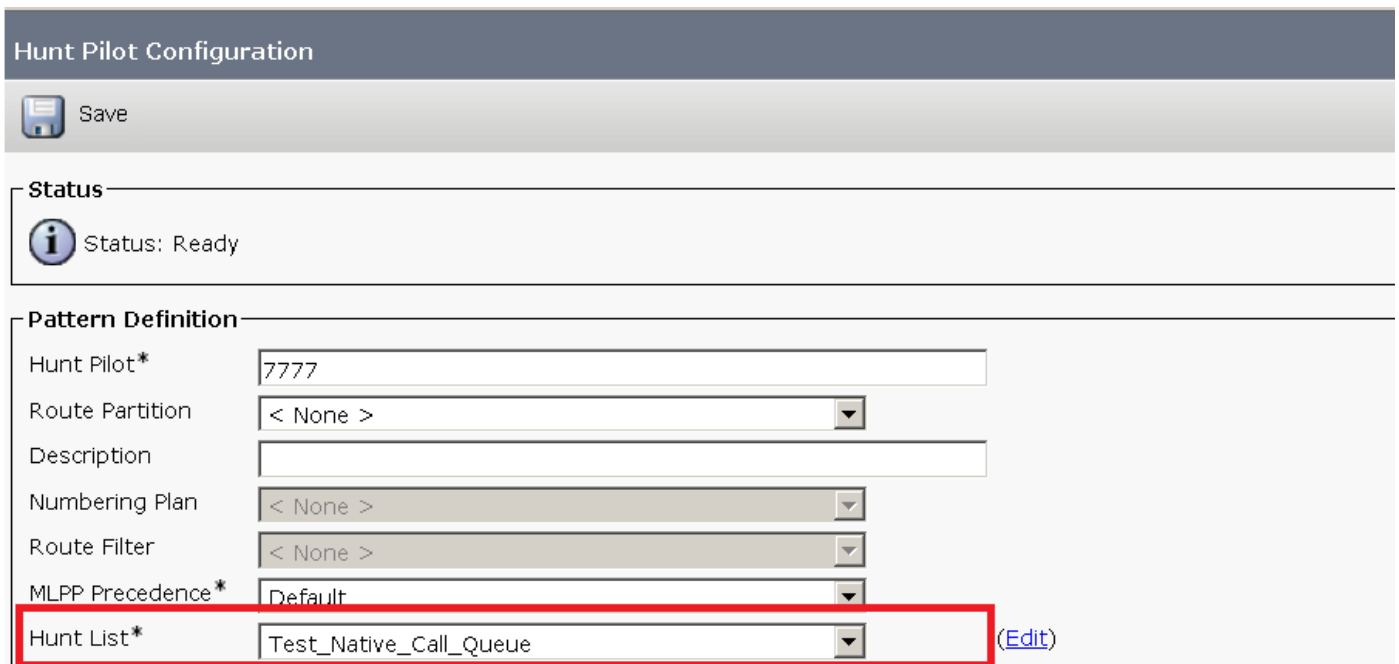 Hunt Pilot Configuration
Save
Status
i Status: Ready
Pattern Definition
Hunt Pilot* 7777
Route Partition < None >
Description
Numbering Plan < None >
Route Filter < None >
MLPP Precedence* Default
Hunt List* Test_Native_Call_Queue (Edit)